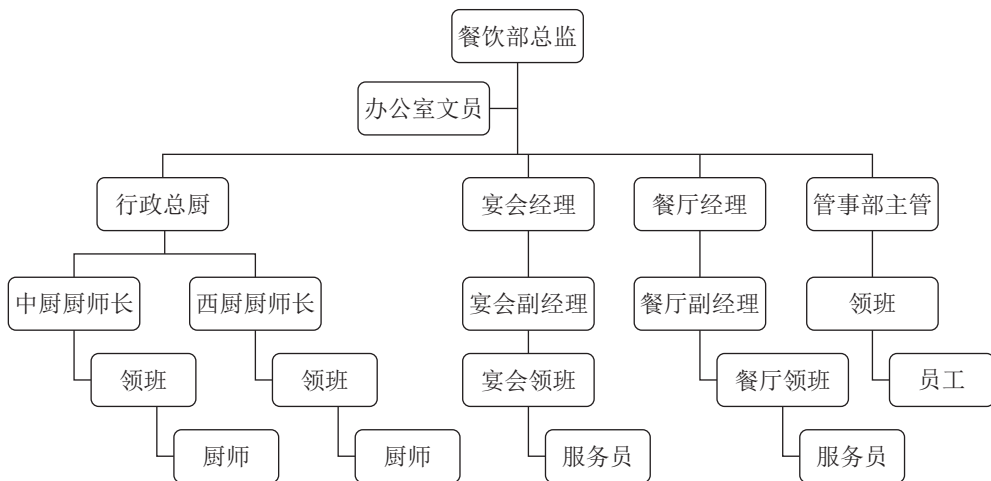 餐饮部总监
办公室文员
行政总厨
宴会经理
餐厅经理
管事部主管
中厨厨师长
西厨厨师长
宴会副经理
餐厅副经理
领班
领班
领班
宴会领班
餐厅领班
员工
厨师
厨师
服务员
服务员